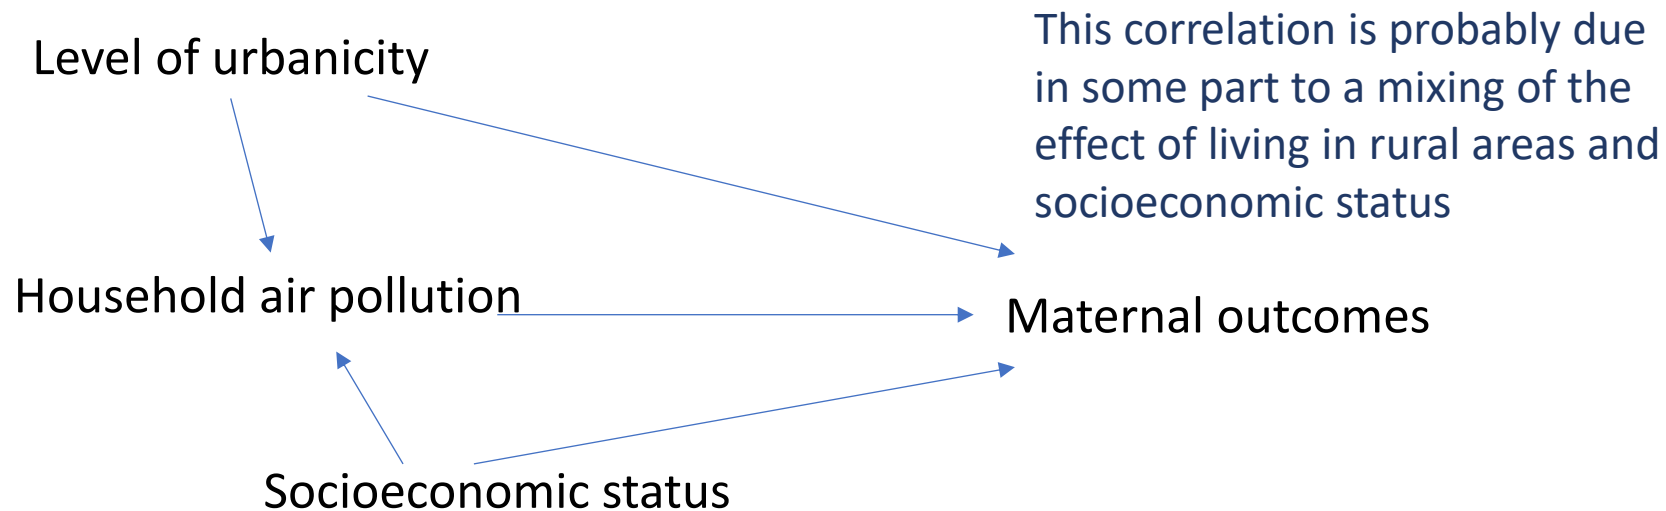 Level of urbanicity
This correlation is probably due
in some part to a mixing of the
effect of living in rural areas and
socioeconomic status
Household air pollution
Maternal outcomes
Socioeconomic status